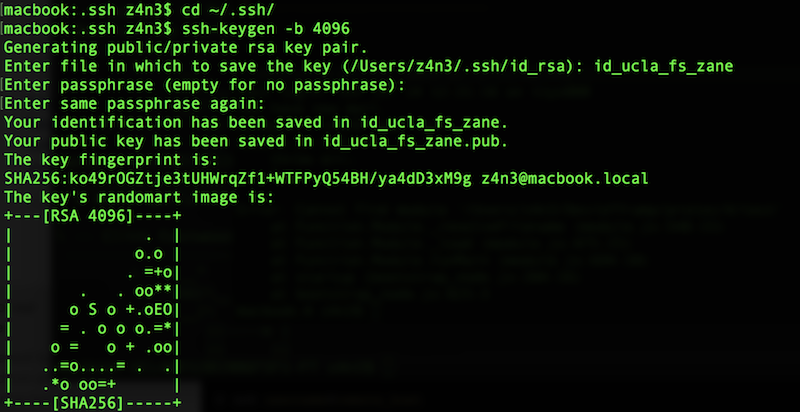 macbook:.ssh z4n3$ cd ~/.ssh/
macbook:.ssh z4n3$ ssh-keygen -b 4096
Generating public/private rsa key pair.
Enter file in which to save the key (/Users/z4n3/.ssh/id_rsa): id_ucla_fs_zane
Enter passphrase (empty for no passphrase):
Enter same passphrase again:
Your identification has been saved in id_ucla_fs_zane.
Your public key has been saved in id_ucla_fs_zane.pub.
The key fingerprint is:
SHA256:ko49rOGZtje3tUHWrqZf1+WTFPyQ54BH/ya4dD3xM9g z4n3@macbook.local
The key's randomart image is:
+---[RSA 4096]----+
|              .  |
|             o.o |
|            . =+o|
|       .   . oo**|
|      o S o +.oEO|
|     = . o o o.=*|
|    o =   o + .oo|
|   ..=o....= .  .|
|   .*o oo=+      |
+----[SHA256]-----+